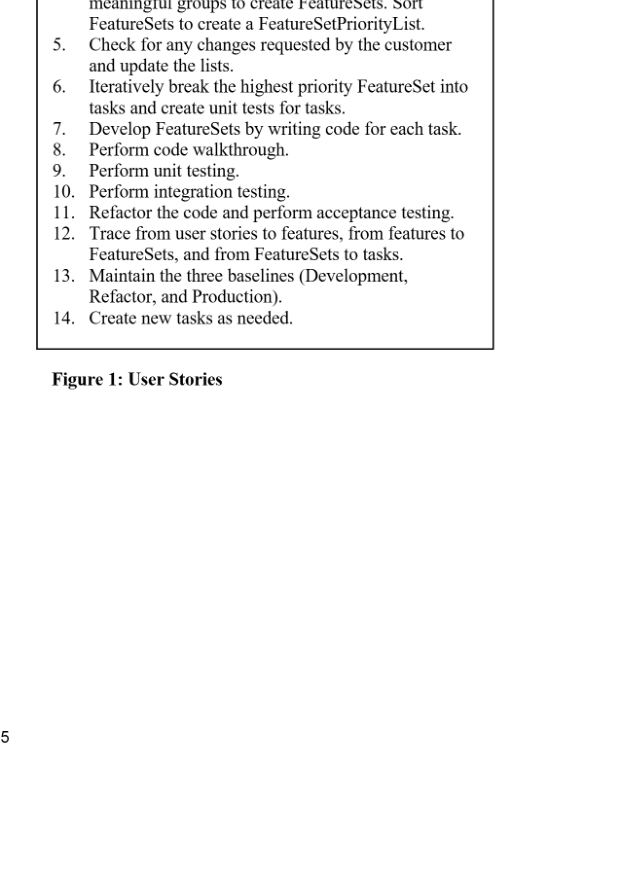 meaningful groups to create FeatureSets. Sort
FeatureSets to create a FeatureSetPriorityList.
5. Check for any changes requested by the customer
and update the lists.
6. Iteratively break the highest priority FeatureSet into
tasks and create unit tests for tasks.
7. Develop FeatureSets by writing code for each task.
8. Perform code walkthrough.
9. Perform unit testing.
10. Perform integration testing.
11. Refactor the code and perform acceptance testing.
12. Trace from user stories to features, from features to
FeatureSets, and from FeatureSets to tasks.
13. Maintain the three baselines (Development,
Refactor, and Production).
14. Create new tasks as needed.
Figure 1: User Stories
5